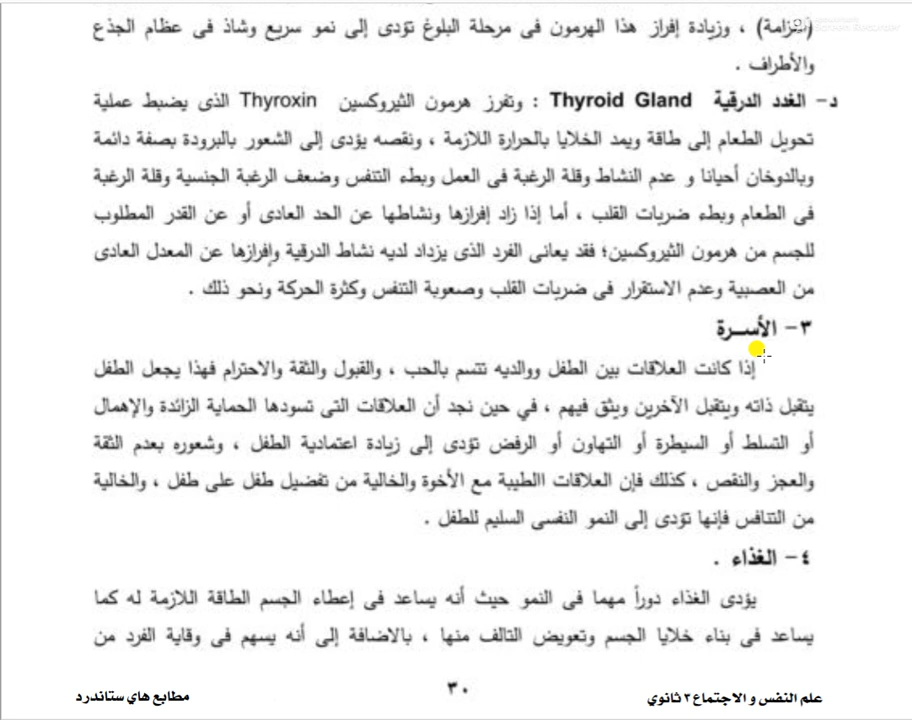 (القزامة) ، وزيادة إفراز هذا الهرمون فى مرحلة البلوغ تؤدى إلى نمو سريع وشاذ فى عظام الجذع
والأطراف .
د- الغدد الدرقية Thyroid Gland : وتفرز هرمون الثيروكسين Thyroxin الذى يضبط عملية
تحويل الطعام إلى طاقة ويمد الخلايا بالحرارة اللازمة ، ونقصه يؤدى إلى الشعور بالبرودة بصفة دائمة
وبالدوخان أحيانا و عدم النشاط وقلة الرغبة فى العمل وبطء التنفس وضعف الرغبة الجنسية وقلة الرغبة
فى الطعام وبطء ضربات القلب ، أما إذا زاد إفرازها ونشاطها عن الحد العادى أو عن القدر المطلوب
للجسم من هرمون الثيروكسين؛ فقد يعانى الفرد الذى يزداد لديه نشاط الدرقية وإفرازها عن المعدل العادى
من العصبية وعدم الاستقرار فى ضربات القلب وصعوبة التنفس وكثرة الحركة ونحو ذلك .
٣- الأسـرة
إذا كانت العلاقات بين الطفل ووالديه تتسم بالحب ، والقبول والثقة والاحترام فهذا يجعل الطفل
يتقبل ذاته ويتقبل الآخرين ويثق فيهم ، في حين نجد أن العلاقات التى تسودها الحماية الزائدة والإهمال
أو التسلط أو السيطرة أو التهاون أو الرفض تؤدى إلى زيادة اعتمادية الطفل ، وشعوره بعدم الثقة
والعجز والنقص ، كذلك فإن العلاقات االطيبة مع الأخوة والخالية من تفضيل طفل على طفل ، والخالية
من التنافس فإنها تؤدى إلى النمو النفسى السليم للطفل .
٤- الغذاء .
يؤدى الغذاء دوراً مهما فى النمو حيث أنه يساعد فى إعطاء الجسم الطاقة اللازمة له كما
يساعد فى بناء خلايا الجسم وتعويض التالف منها ، بالاضافة إلى أنه يسهم فى وقاية الفرد من
٣٠
علم النفس و الاجتماع ٢ ثانوي
مطابع هاي ستاندرد